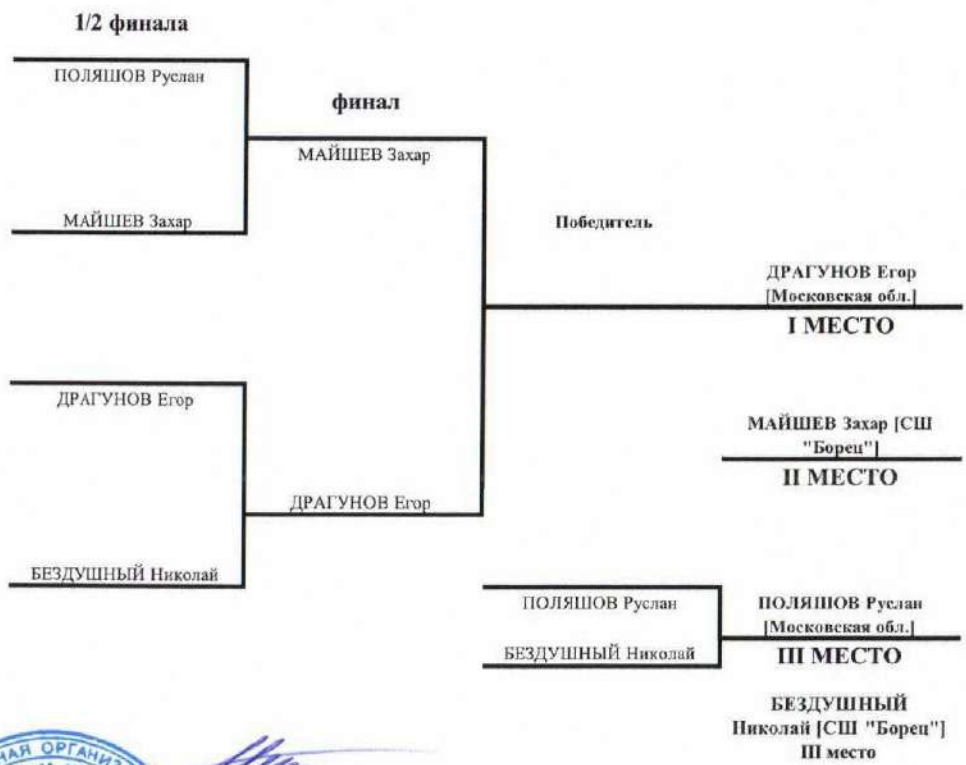 1/2 финала
ПОЛЯШОВ Руслан
финал
МАЙШЕВ Захар
МАЙШЕВ Захар
Победитель
ДРАГУНОВ Егор
[Московская обл.]
I МЕСТО
ДРАГУНОВ Егор
МАЙШЕВ Захар [СШ
"Борец"]
II МЕСТО
ДРАГУНОВ Егор
БЕЗДУШНЫЙ Николай
ПОЛЯШОВ Руслан
ПОЛЯШОВ Руслан
[Московская обл.]
БЕЗДУШНЫЙ Николай
III МЕСТО
БЕЗДУШНЫЙ
Николай [СШ "Борец"]
III место